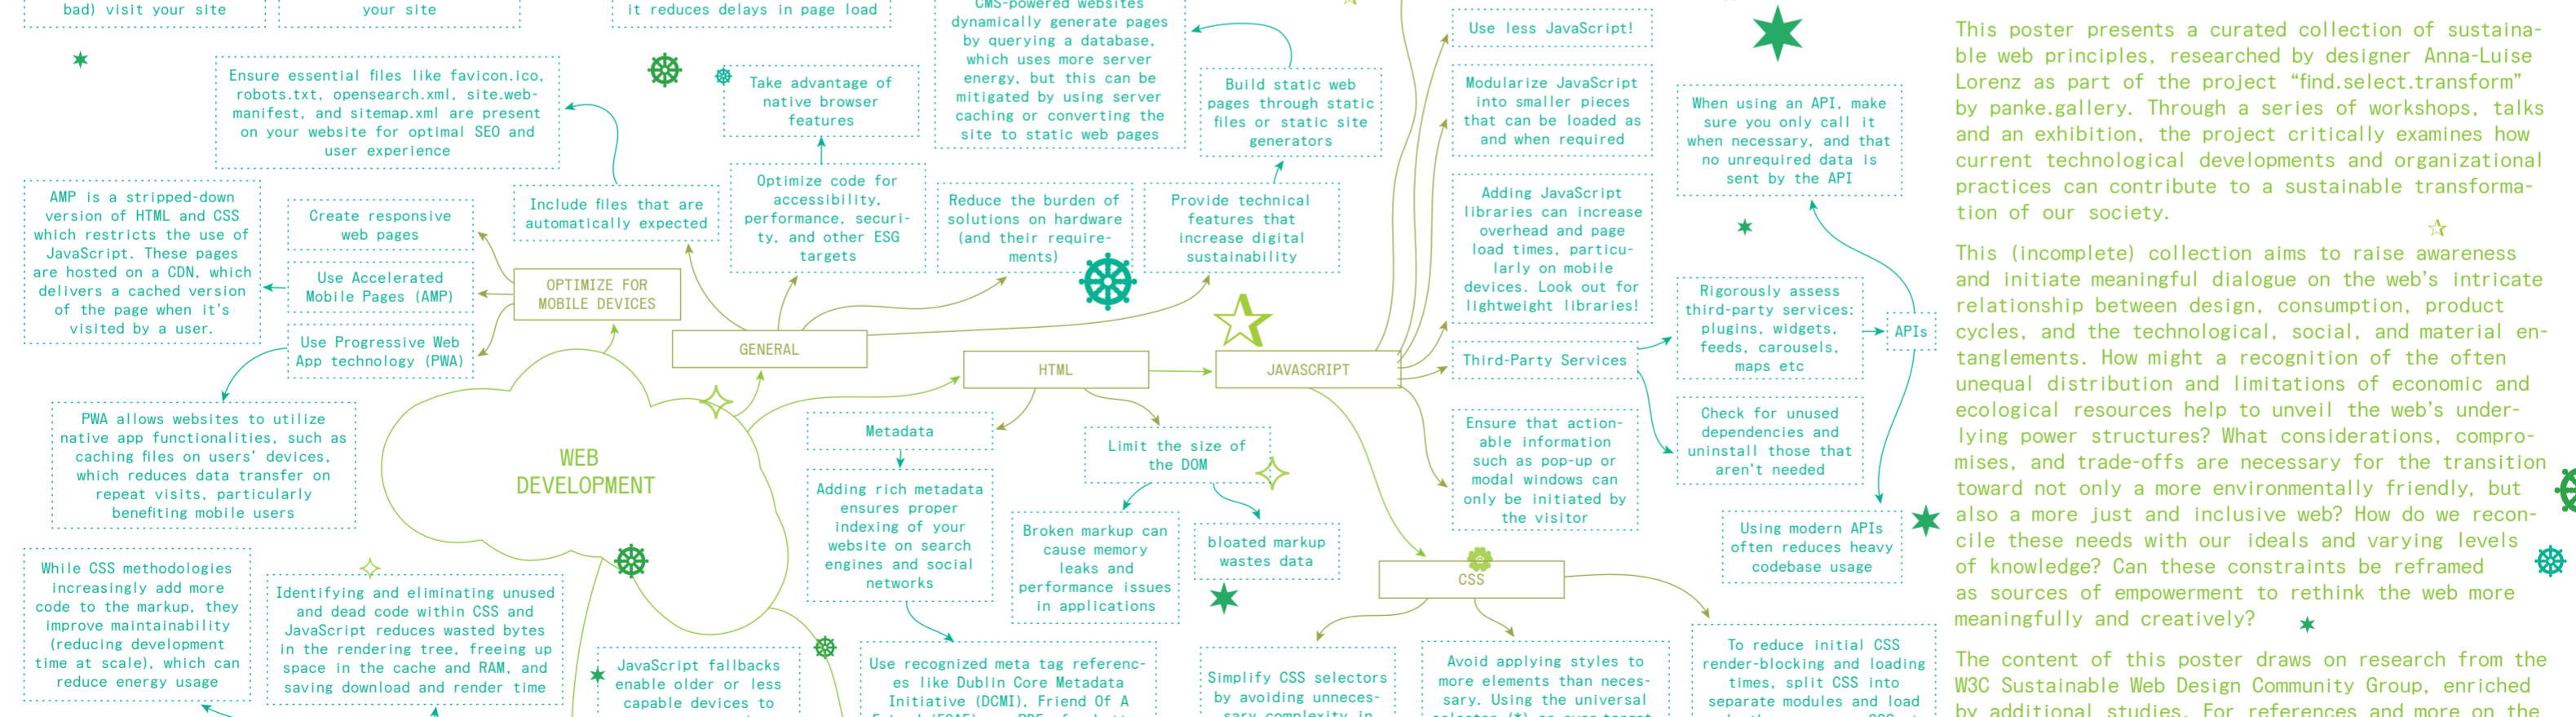 bad) visit your site
your site
it reduces delays in page load
CMS-powered websites
dynamically generate pages
by querying a database,
which uses more server
energy, but this can be
mitigated by using server
caching or converting the
site to static web pages
Ensure essential files like favicon.ico,
robots.txt, opensearch.xml, site.web-
manifest, and sitemap.xml are present
on your website for optimal SEO and
user experience
Take advantage of
native browser
features
Build static web
pages through static
files or static site
generators
AMP is a stripped-down
version of HTML and CSS
which restricts the use of
JavaScript. These pages
are hosted on a CDN, which
delivers a cached version
of the page when it's
visited by a user.
Create responsive
web pages
Use Accelerated
Mobile Pages (AMP)
Use Progressive Web
App technology (PWA)
OPTIMIZE FOR
MOBILE DEVICES
Include files that are
automatically expected
Optimize code for
accessibility,
performance, securi-
ty, and other ESG
targets
Reduce the burden of
solutions on hardware
(and their require-
ments)
Provide technical
features that
increase digital
sustainability
GENERAL
HTML
JAVASCRIPT
PWA allows websites to utilize
native app functionalities, such as
caching files on users' devices,
which reduces data transfer on
repeat visits, particularly
benefiting mobile users
WEB
DEVELOPMENT
Metadata
Adding rich metadata
ensures proper
indexing of your
website on search
engines and social
networks
Limit the size of
the DOM
Broken markup can
cause memory
leaks and
performance issues
in applications
bloated markup
wastes data
While CSS methodologies
increasingly add more
code to the markup, they
improve maintainability
(reducing development
time at scale), which can
reduce energy usage
Identifying and eliminating unused
and dead code within CSS and
JavaScript reduces wasted bytes
in the rendering tree, freeing up
space in the cache and RAM, and
saving download and render time
JavaScript fallbacks
enable older or less
capable devices to
Use recognized meta tag referenc-
es like Dublin Core Metadata
Initiative (DCMI), Friend Of A
CSS
Simplify CSS selectors
by avoiding unneces-
sary complexity in
Avoid applying styles to
more elements than neces-
sary. Using the universal
To reduce initial CSS
render-blocking and loading
times, split CSS into
separate modules and load
Use less JavaScript!
Modularize JavaScript
into smaller pieces
that can be loaded as
and when required
Adding JavaScript
libraries can increase
overhead and page
load times, particu-
larly on mobile
devices. Look out for
lightweight libraries!
Third-Party Services
Ensure that action-
able information
such as pop-up or
modal windows can
only be initiated by
the visitor
When using an API, make
sure you only call it
when necessary, and that
no unrequired data is
sent by the API
Rigorously assess
third-party services:
plugins, widgets,
feeds, carousels,
maps etc
APIs
Check for unused
dependencies and
uninstall those that
aren't needed
Using modern APIs
often reduces heavy
codebase usage
This poster presents a curated collection of sustaina-
ble web principles, researched by designer Anna-Luise
Lorenz as part of the project “find.select.transform”
by panke.gallery. Through a series of workshops, talks
and an exhibition, the project critically examines how
current technological developments and organizational
practices can contribute to a sustainable transforma-
tion of our society.
This (incomplete) collection aims to raise awareness
and initiate meaningful dialogue on the web’s intricate
relationship between design, consumption, product
cycles, and the technological, social, and material en-
tanglements. How might a recognition of the often
unequal distribution and limitations of economic and
ecological resources help to unveil the web’s under-
lying power structures? What considerations, compro-
mises, and trade-offs are necessary for the transition
toward not only a more environmentally friendly, but
also a more just and inclusive web? How do we recon-
cile these needs with our ideals and varying levels
of knowledge? Can these constraints be reframed
as sources of empowerment to rethink the web more
meaningfully and creatively?
The content of this poster draws on research from the
W3C Sustainable Web Design Community Group, enriched
by additional studies. For references and more on the